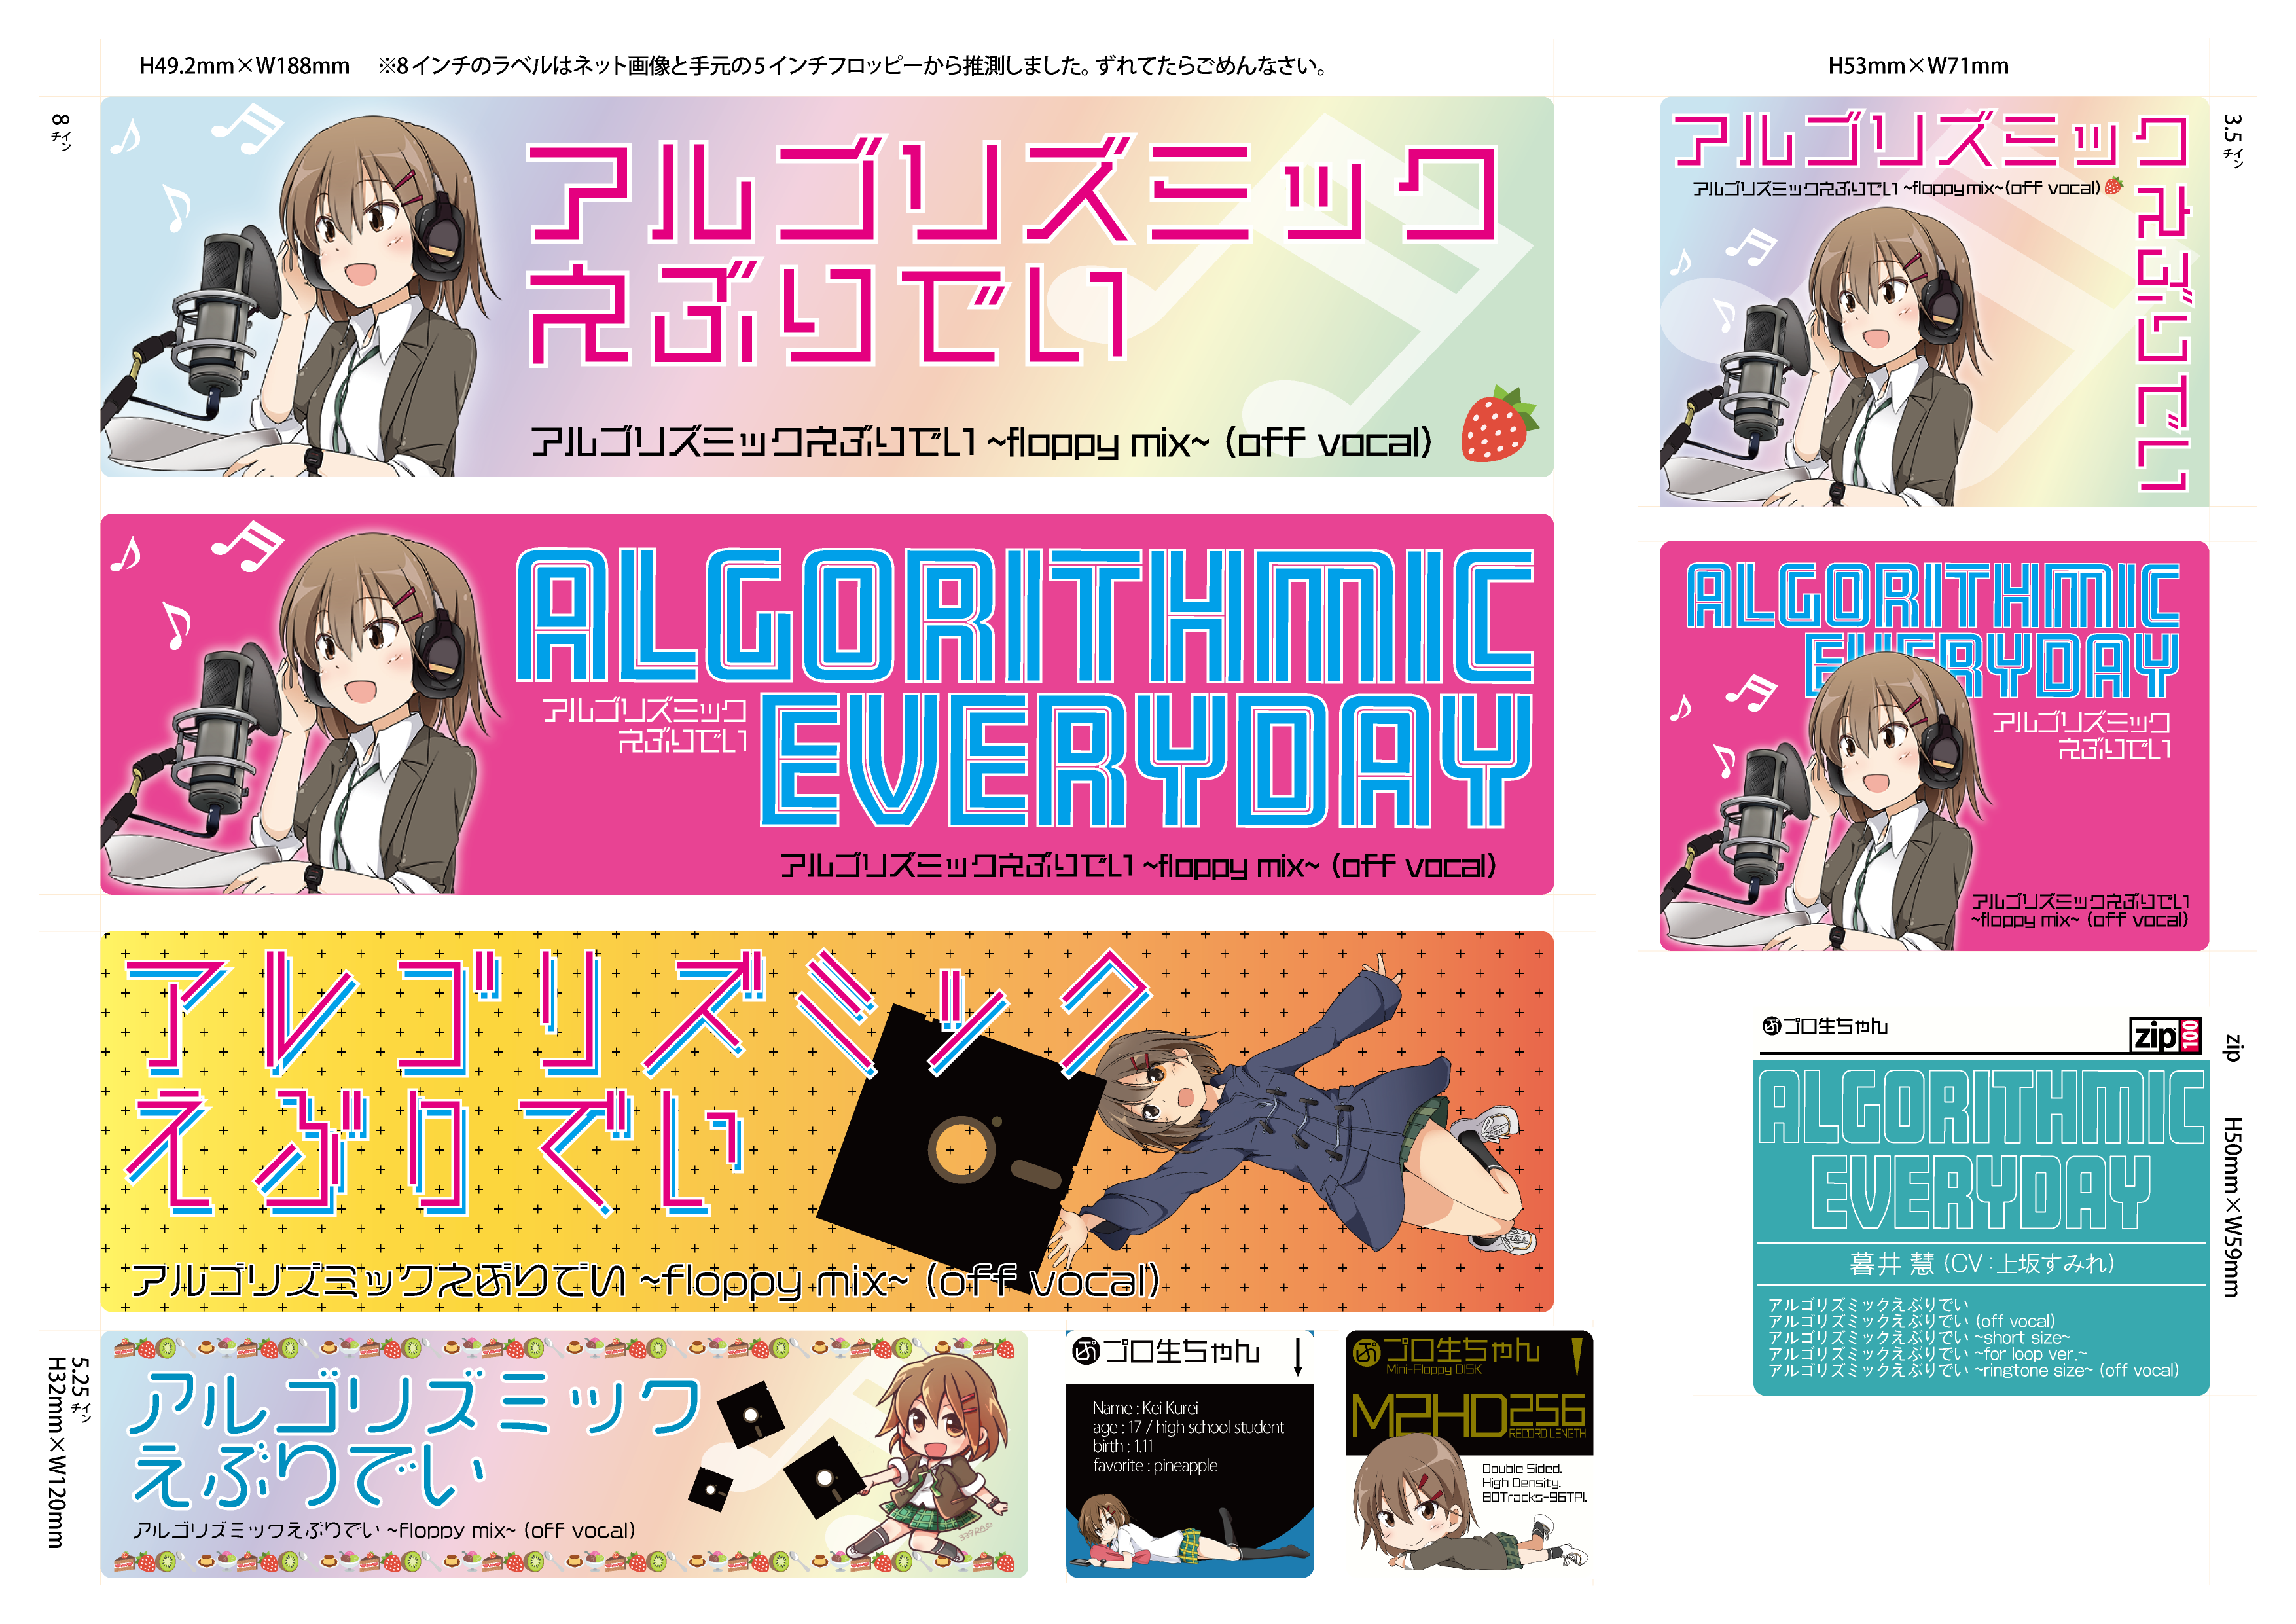 H49.2mm×W188mm ※8インチのラベルはネット画像と手元の5インチフロッピーから推測しました。ずれてたらごめんなさい。
8インチ
アルゴリズミック
えぶりでい
アルゴリズミックえぶりでい ~floppy mix~ (off vocal)
ALGORITHMIC
アルゴリズミック
えぶりでい
EVERYDAY
アルゴリズミックえぶりでい ~floppy mix~ (off vocal)
アルゴリズミック
えぶりでい
アルゴリズミックえぶりでい ~floppy mix~ (off vocal)
5.25インチ
H32mm×W120mm
アルゴリズミック
えぶりでい
アルゴリズミックえぶりでい ~floppy mix~ (off vocal)
ぷ プロ生ちゃん
Name : Kei Kurei
age : 17 / high school student
birth : 1.11
favorite : pineapple
ぷ プロ生ちゃん
Mini-Floppy DISK
M2HD256
RECORD LENGTH
Double Sided.
High Density.
80Tracks-96TPI.
H53mm×W71mm
3.5インチ
アルゴリズミック
えぶりでい
アルゴリズミックえぶりでい ~floppy mix~ (off vocal)
ALGORITHMIC
EVERYDAY
アルゴリズミック
えぶりでい
アルゴリズミックえぶりでい
~floppy mix~ (off vocal)
zip H50mm×W59mm
ぷ プロ生ちゃん
zip 100
ALGORITHMIC
EVERYDAY
暮井 慧 (CV：上坂すみれ)
アルゴリズミックえぶりでい
アルゴリズミックえぶりでい (off vocal)
アルゴリズミックえぶりでい ~short size~
アルゴリズミックえぶりでい ~for loop ver.~
アルゴリズミックえぶりでい ~ringtone size~ (off vocal)